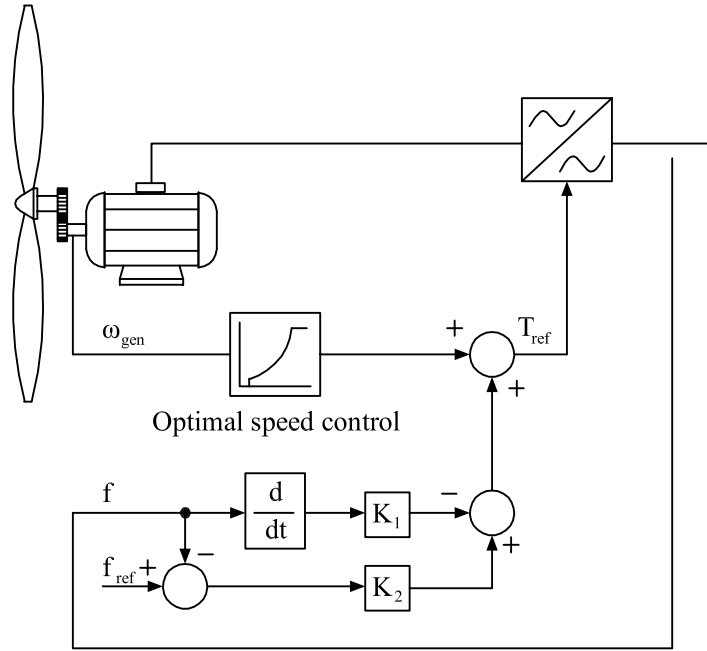 ω_gen
+
T_ref
+
Optimal speed control
f
d
dt
K_1
−
−
+
f_ref +
K_2